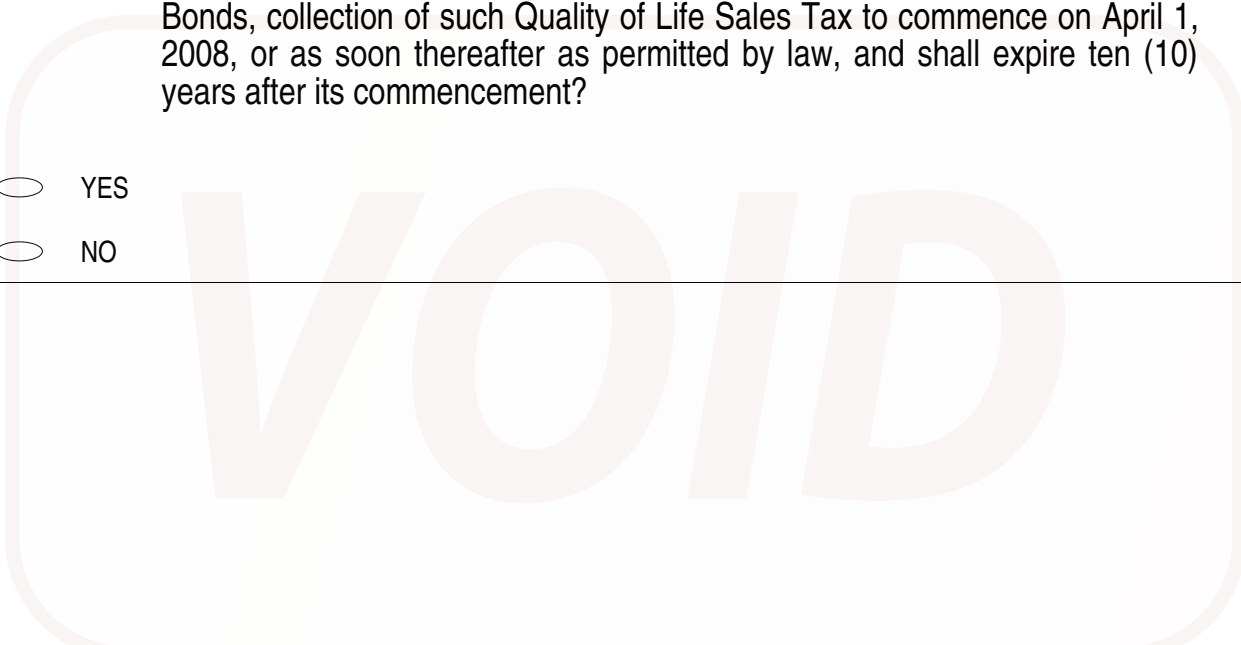 Bonds, collection of such Quality of Life Sales Tax to commence on April 1,
2008, or as soon thereafter as permitted by law, and shall expire ten (10)
years after its commencement?
YES
NO
VOID